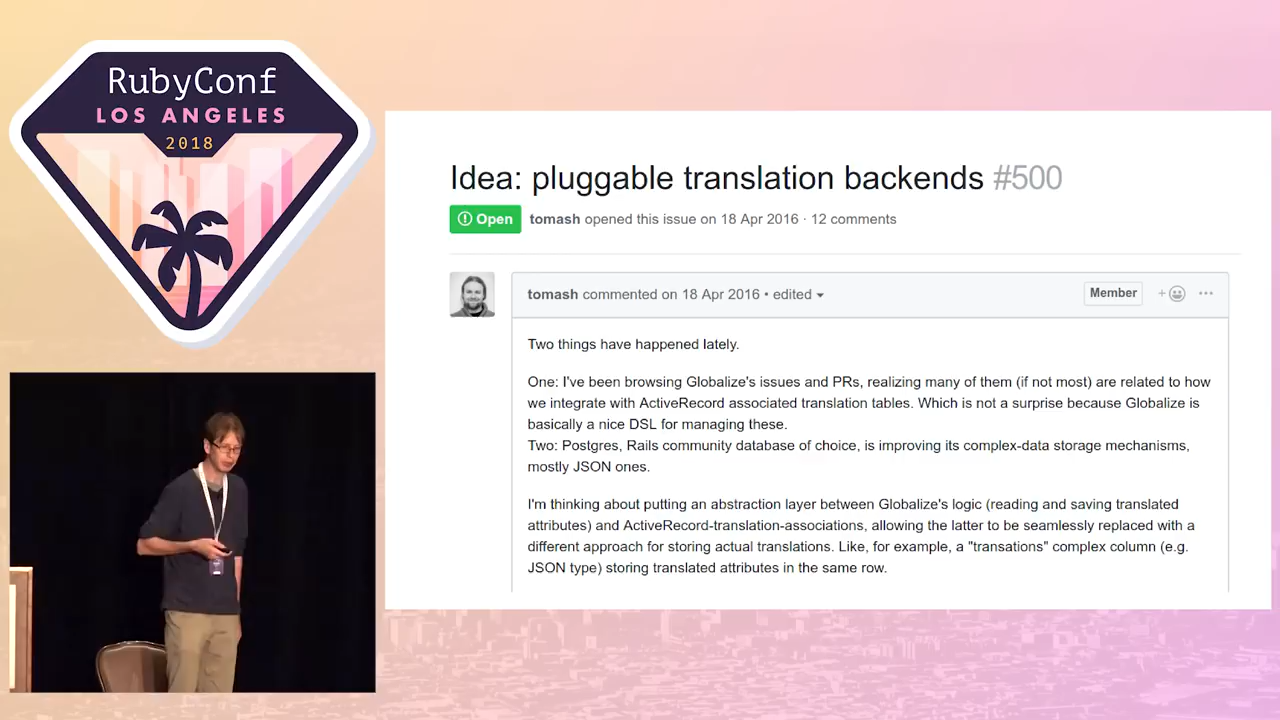 RubyConf
LOS ANGELES
2018
Idea: pluggable translation backends #500
Open tomash opened this issue on 18 Apr 2016 · 12 comments
tomash commented on 18 Apr 2016 • edited
Member
Two things have happened lately.
One: I've been browsing Globalize's issues and PRs, realizing many of them (if not most) are related to how
we integrate with ActiveRecord associated translation tables. Which is not a surprise because Globalize is
basically a nice DSL for managing these.
Two: Postgres, Rails community database of choice, is improving its complex-data storage mechanisms,
mostly JSON ones.
I'm thinking about putting an abstraction layer between Globalize's logic (reading and saving translated
attributes) and ActiveRecord-translation-associations, allowing the latter to be seamlessly replaced with a
different approach for storing actual translations. Like, for example, a "transations" complex column (e.g.
JSON type) storing translated attributes in the same row.